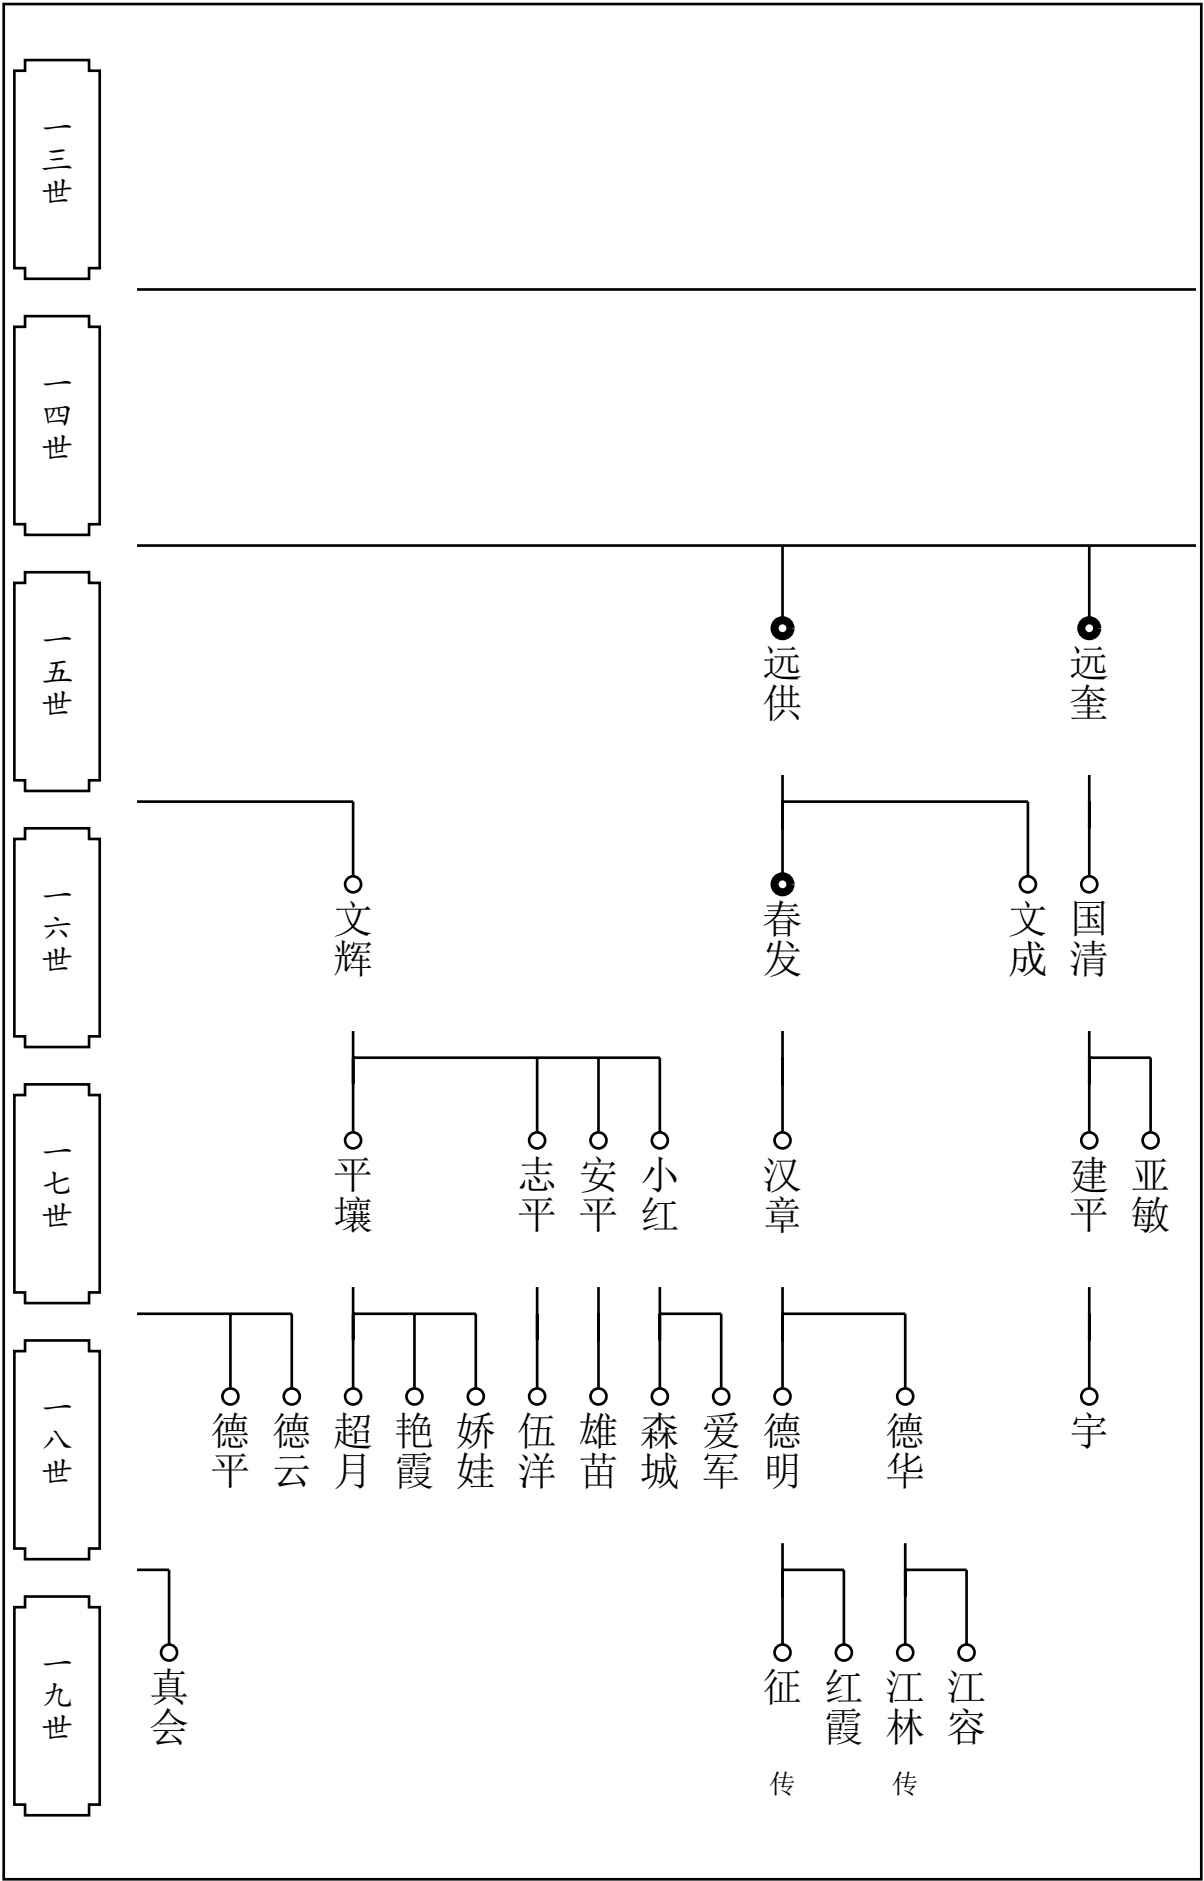 一三世
一四世
一五世
远供
远奎
一六世
文辉
春发
文成
国清
一七世
平壤
志平
安平
小红
汉章
建平
亚敏
一八世
德平
德云
超月
艳霞
娇娃
伍洋
雄苗
森城
爱军
德明
德华
宇
一九世
真会
征
红霞
江林
江容
传
传